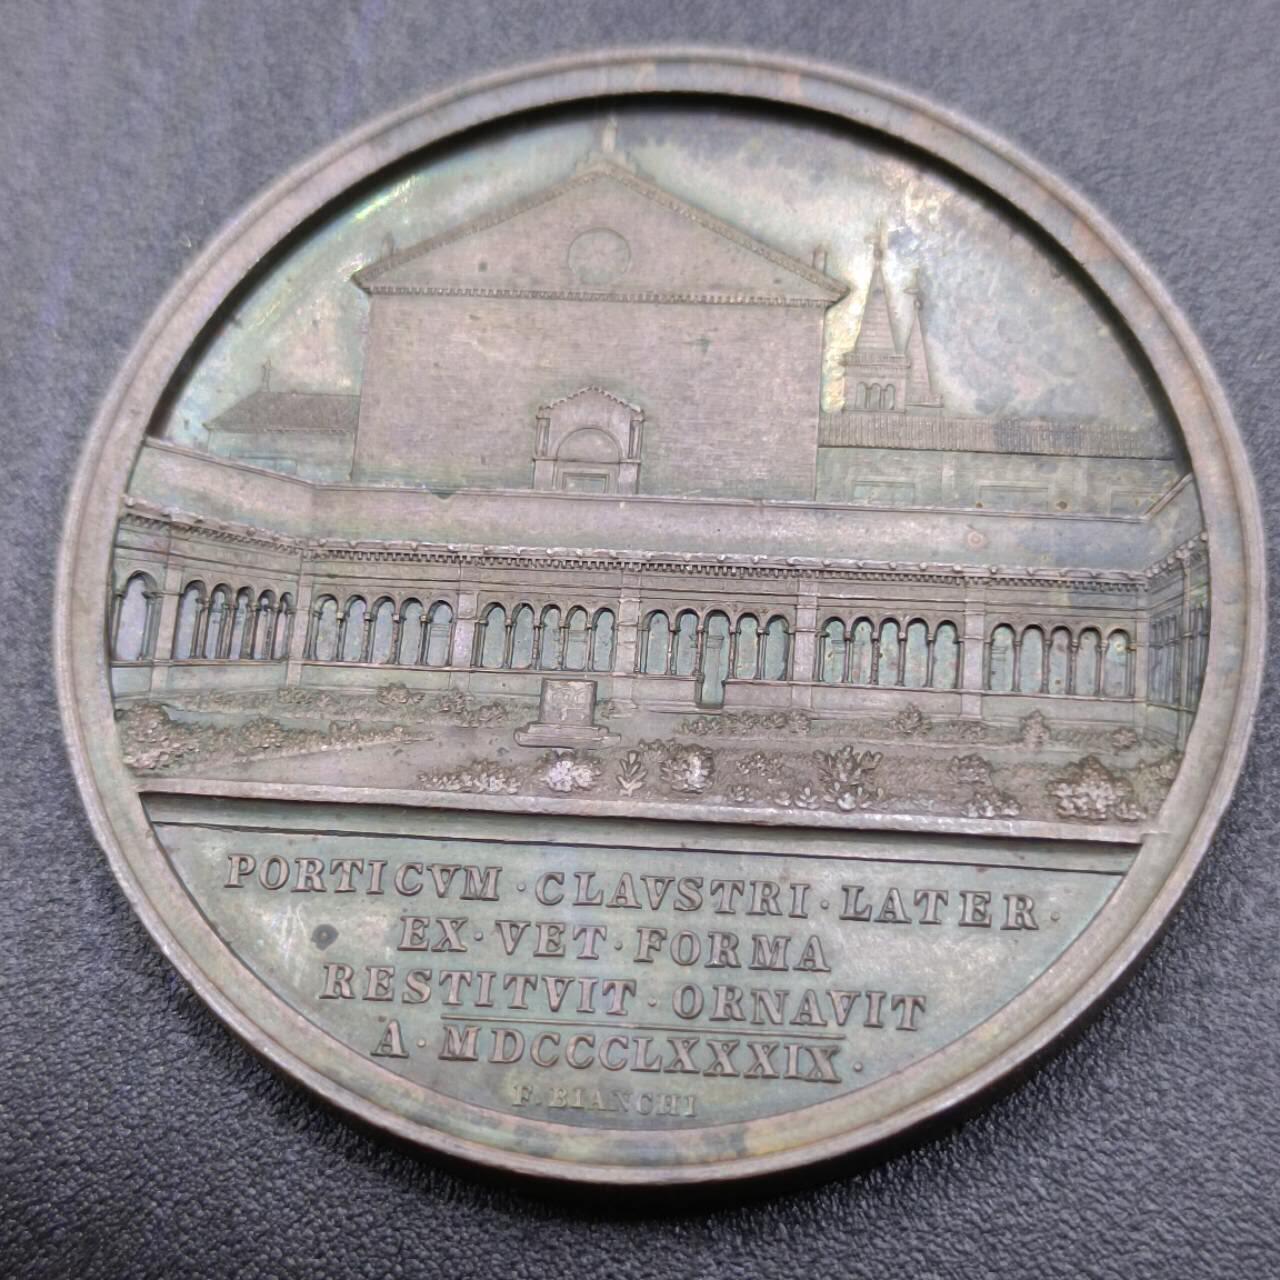 PORTICVM · CLAVSTRI · LATER ·
EX · VET · FORMA
RESTITVIT · ORNAVIT
A · MDCCCLXXXIX ·
F. BIANCHI